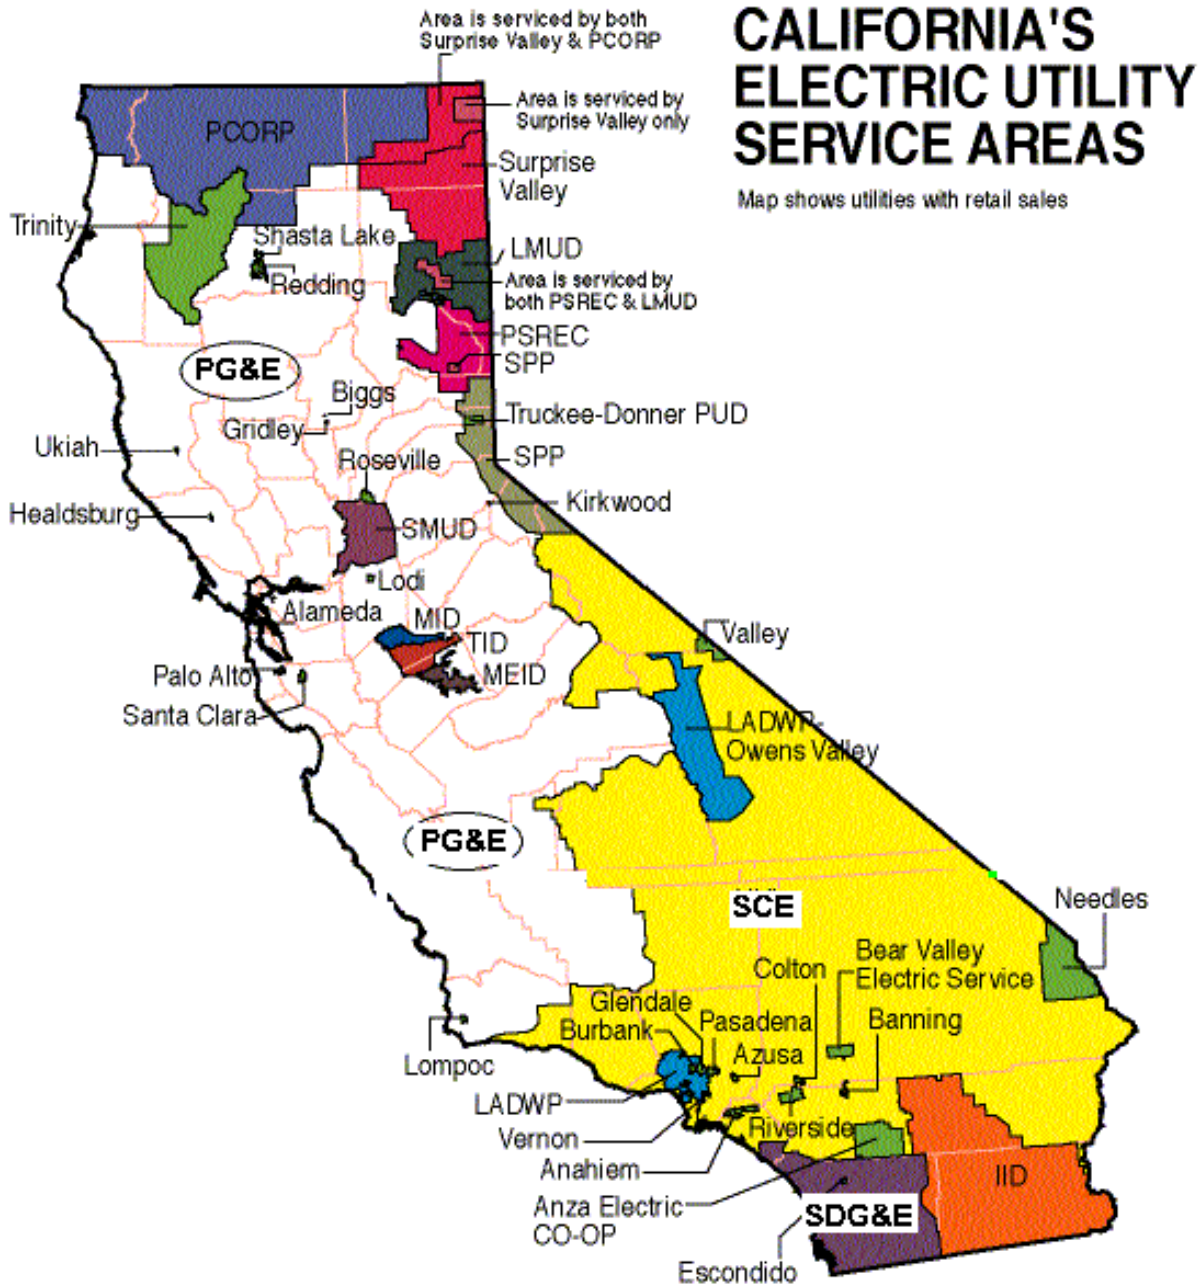 Area is serviced by both
Surprise Valley & PCORP
CALIFORNIA'S
ELECTRIC UTILITY
SERVICE AREAS
Map shows utilities with retail sales
Area is serviced by
Surprise Valley only
PCORP
Surprise
Valley
Trinity
Shasta Lake
Redding
LMUD
Area is serviced by
both PSREC & LMUD
PSREC
SPP
PG&E
Biggs
Gridley
Truckee-Donner PUD
Ukiah
Roseville
SPP
Kirkwood
Healdsburg
SMUD
Lodi
Alameda
MID
TID
MEID
Valley
Palo Alto
Santa Clara
LADWP-
Owens Valley
PG&E
SCE
Needles
Bear Valley
Electric Service
Colton
Glendale
Burbank
Pasadena
Banning
Azusa
Lompoc
LADWP
Vernon
Riverside
Anahiem
IID
Anza Electric
CO-OP
SDG&E
Escondido